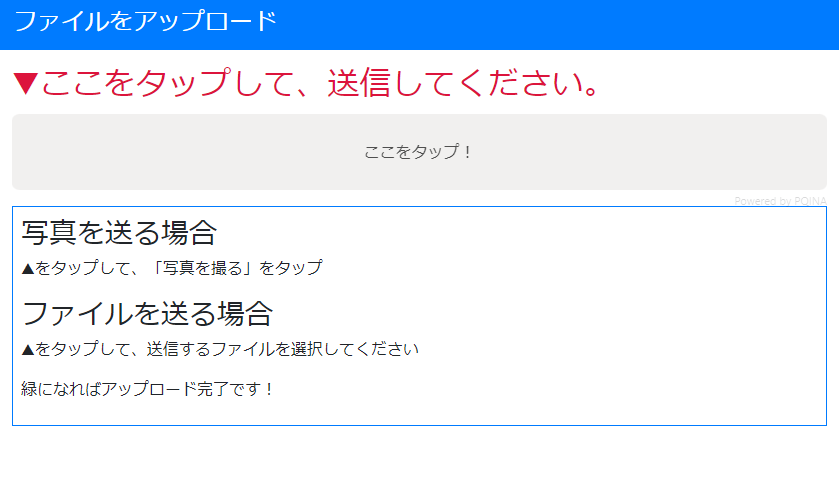 ファイルをアップロード
▼ここをタップして、送信してください。
ここをタップ！
Powered by PQINA
写真を送る場合
▲をタップして、「写真を撮る」をタップ
ファイルを送る場合
▲をタップして、送信するファイルを選択してください
緑になればアップロード完了です！